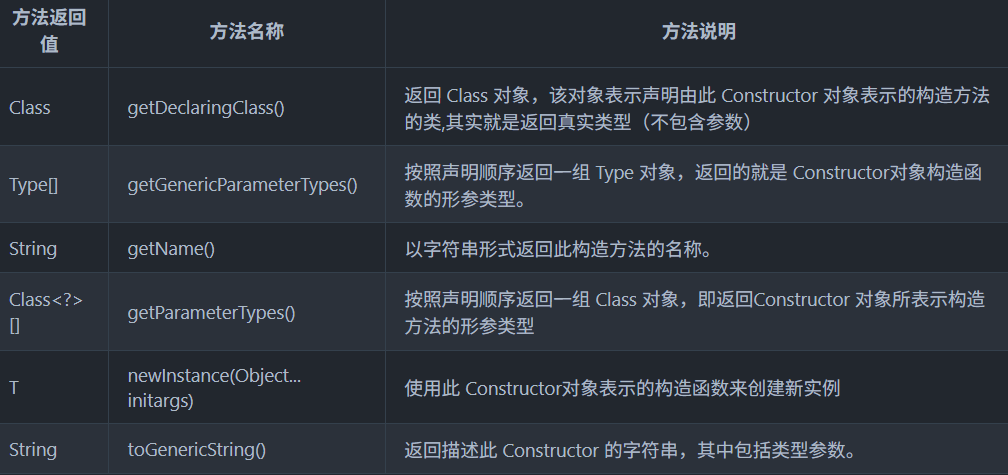 方法返回
值
方法名称
方法说明
Class
getDeclaringClass()
返回 Class 对象，该对象表示声明由此 Constructor 对象表示的构造方法
的类,其实就是返回真实类型（不包含参数）
Type[]
getGenericParameterTypes()
按照声明顺序返回一组 Type 对象，返回的就是 Constructor对象构造函
数的形参类型。
String
getName()
以字符串形式返回此构造方法的名称。
Class<?>
[]
getParameterTypes()
按照声明顺序返回一组 Class 对象，即返回Constructor 对象所表示构造
方法的形参类型
T
newInstance(Object...
initargs)
使用此 Constructor对象表示的构造函数来创建新实例
String
toGenericString()
返回描述此 Constructor 的字符串，其中包括类型参数。